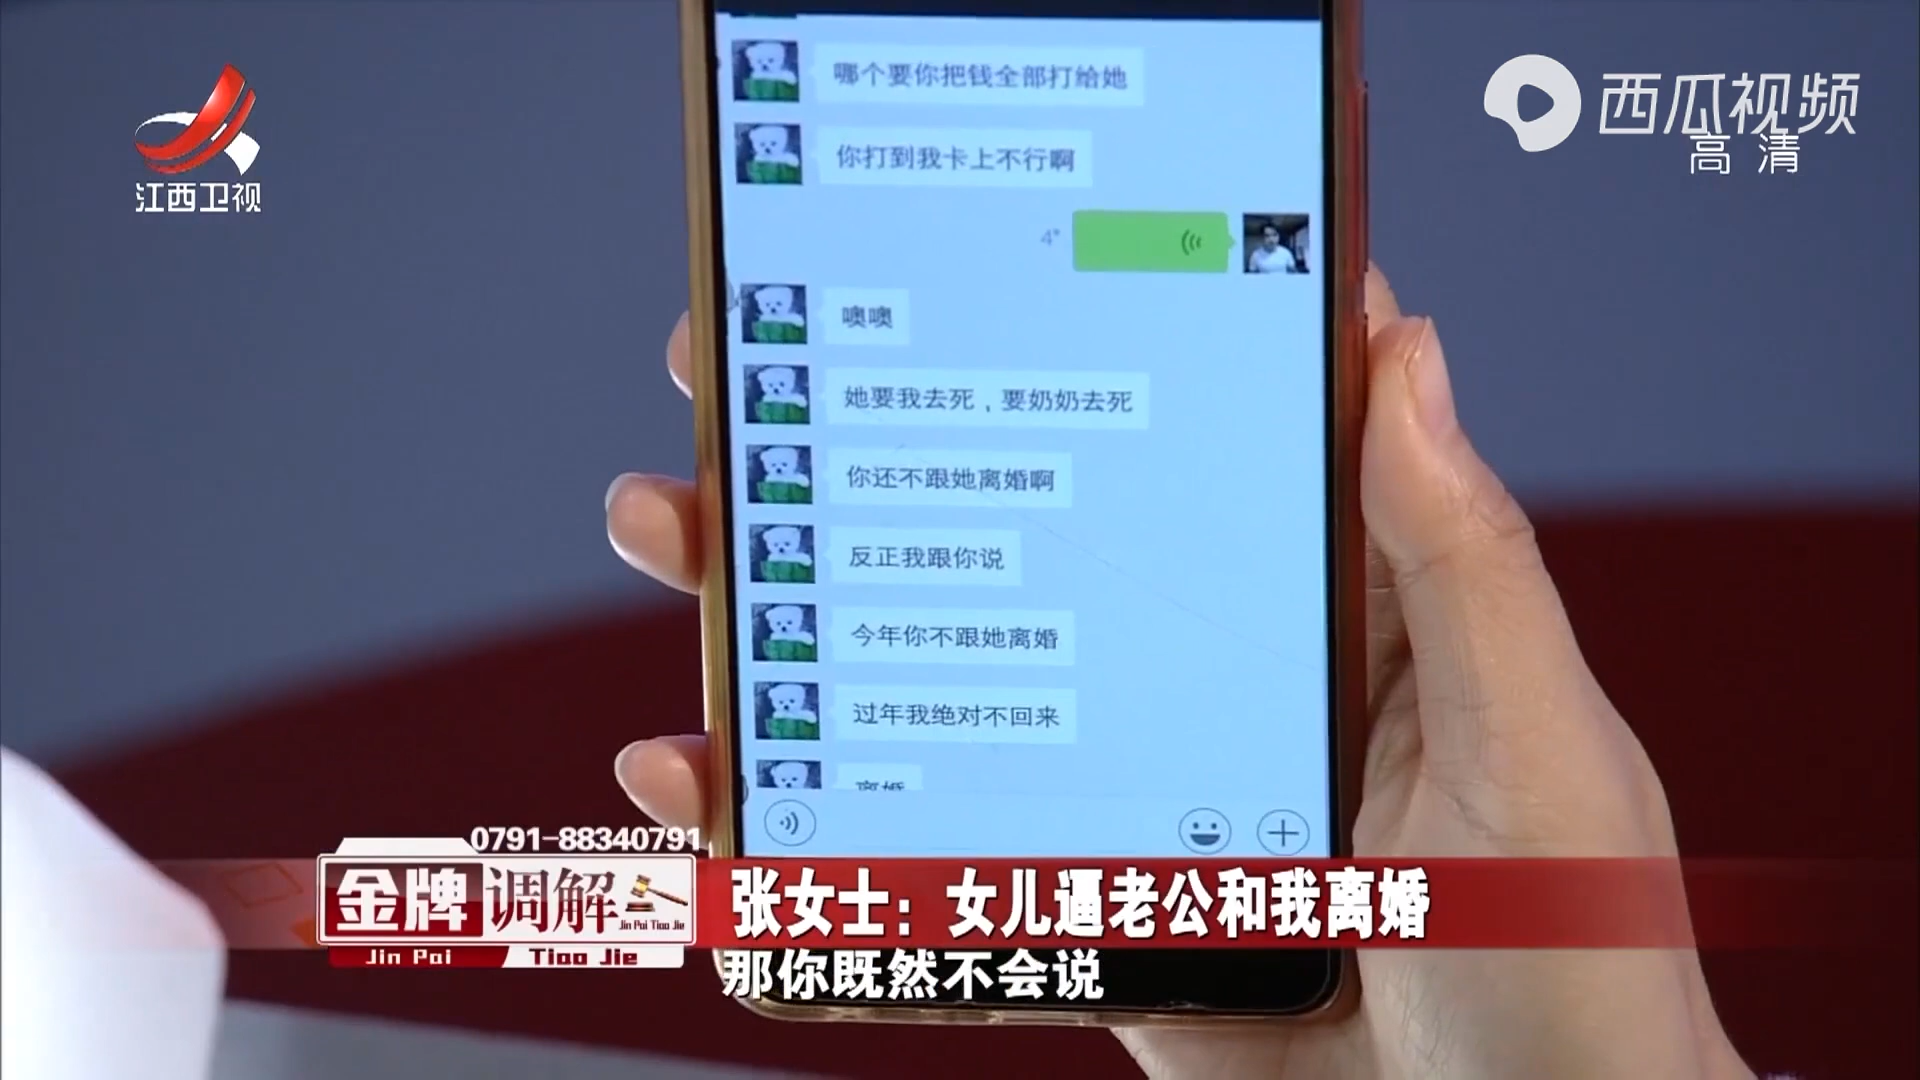 江西卫视
西瓜视频
高清
哪个要你把钱全部打给她
你打到我卡上不行啊
4"
噢噢
她要我去死，要奶奶去死
你还不跟她离婚啊
反正我跟你说
今年你不跟她离婚
过年我绝对不回来
离婚
0791-88340791
金牌调解
Jin Pai Tiao Jie
Jin Pai Tiao Jie
张女士：女儿逼老公和我离婚
那你既然不会说